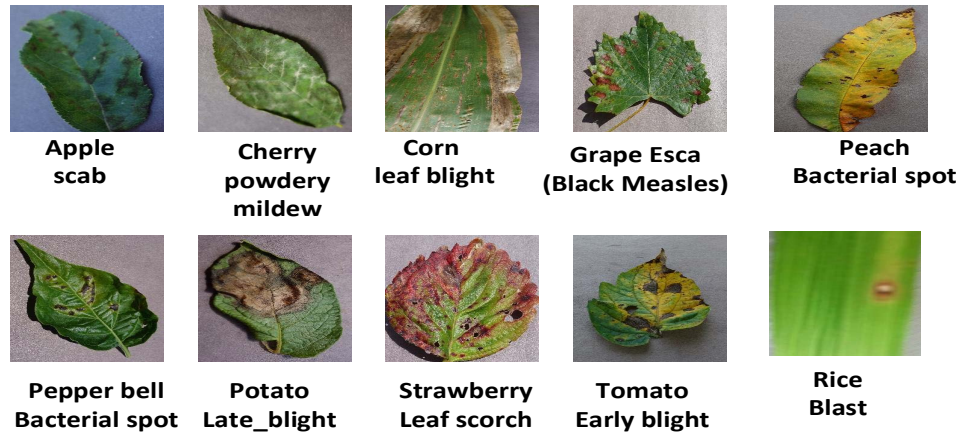 Apple
scab
Cherry
powdery
mildew
Corn
leaf blight
Grape Esca
(Black Measles)
Peach
Bacterial spot
Pepper bell
Bacterial spot
Potato
Late_blight
Strawberry
Leaf scorch
Tomato
Early blight
Rice
Blast